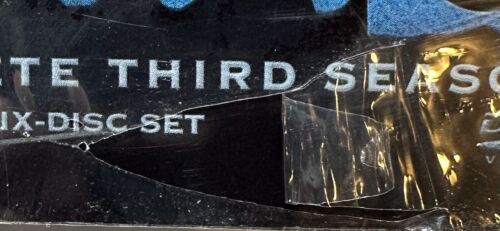 ETE THIRD SEASO
IX-DISC SET